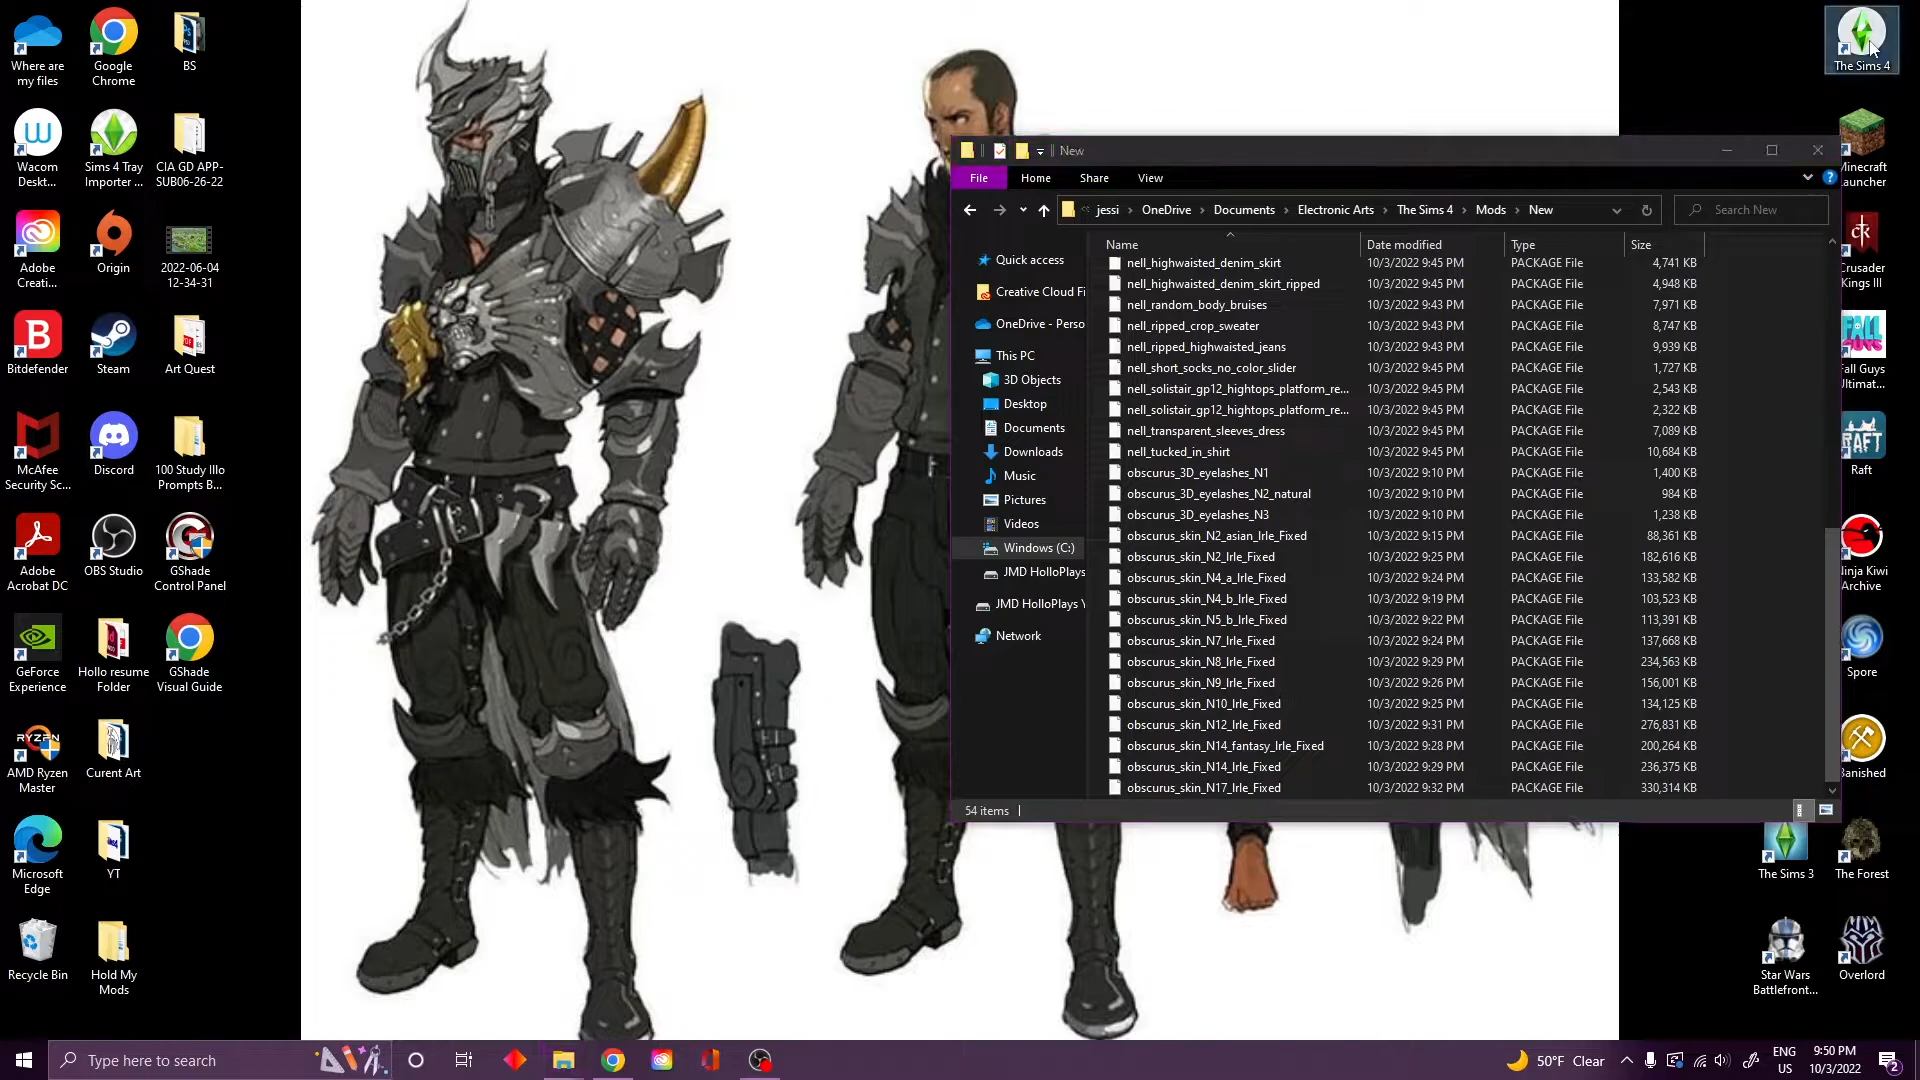 Where are
my files
Google
Chrome
BS
Wacom
Deskt...
Sims 4 Tray
Importer ...
CIA GD APP-
SUB06-26-22
Adobe
Creati...
Origin
2022-06-04
12-34-31
Bitdefender
Steam
Art Quest
McAfee
Security Sc...
Discord
100 Study Illo
Prompts B...
Adobe
Acrobat DC
OBS Studio
GShade
Control Panel
GeForce
Experience
Hollo resume
Folder
GShade
Visual Guide
RYZEN
AMD Ryzen
Master
Curent Art
Microsoft
Edge
YT
Recycle Bin
Hold My
Mods
New
File
Home
Share
View
jessi
OneDrive
Documents
Electronic Arts
The Sims 4
Mods
New
Search New
Quick access
Creative Cloud Fi
OneDrive - Perso
This PC
3D Objects
Desktop
Documents
Downloads
Music
Pictures
Videos
Windows (C:)
JMD HolloPlays
JMD HolloPlays Y
Network
Name Date modified Type Size
nell_highwaisted_denim_skirt 10/3/2022 9:45 PM PACKAGE File 4,741 KB
nell_highwaisted_denim_skirt_ripped 10/3/2022 9:45 PM PACKAGE File 4,948 KB
nell_random_body_bruises 10/3/2022 9:43 PM PACKAGE File 7,971 KB
nell_ripped_crop_sweater 10/3/2022 9:43 PM PACKAGE File 8,747 KB
nell_ripped_highwaisted_jeans 10/3/2022 9:43 PM PACKAGE File 9,939 KB
nell_short_socks_no_color_slider 10/3/2022 9:45 PM PACKAGE File 1,727 KB
nell_solistair_gp12_hightops_platform_re... 10/3/2022 9:45 PM PACKAGE File 2,543 KB
nell_solistair_gp12_hightops_platform_re... 10/3/2022 9:45 PM PACKAGE File 2,322 KB
nell_transparent_sleeves_dress 10/3/2022 9:45 PM PACKAGE File 7,089 KB
nell_tucked_in_shirt 10/3/2022 9:45 PM PACKAGE File 10,684 KB
obscurus_3D_eyelashes_N1 10/3/2022 9:10 PM PACKAGE File 1,400 KB
obscurus_3D_eyelashes_N2_natural 10/3/2022 9:10 PM PACKAGE File 984 KB
obscurus_3D_eyelashes_N3 10/3/2022 9:10 PM PACKAGE File 1,238 KB
obscurus_skin_N2_asian_Irle_Fixed 10/3/2022 9:15 PM PACKAGE File 88,361 KB
obscurus_skin_N2_Irle_Fixed 10/3/2022 9:25 PM PACKAGE File 182,616 KB
obscurus_skin_N4_a_Irle_Fixed 10/3/2022 9:24 PM PACKAGE File 133,582 KB
obscurus_skin_N4_b_Irle_Fixed 10/3/2022 9:19 PM PACKAGE File 103,523 KB
obscurus_skin_N5_b_Irle_Fixed 10/3/2022 9:22 PM PACKAGE File 113,391 KB
obscurus_skin_N7_Irle_Fixed 10/3/2022 9:24 PM PACKAGE File 137,668 KB
obscurus_skin_N8_Irle_Fixed 10/3/2022 9:29 PM PACKAGE File 234,563 KB
obscurus_skin_N9_Irle_Fixed 10/3/2022 9:26 PM PACKAGE File 156,001 KB
obscurus_skin_N10_Irle_Fixed 10/3/2022 9:25 PM PACKAGE File 134,125 KB
obscurus_skin_N12_Irle_Fixed 10/3/2022 9:31 PM PACKAGE File 276,831 KB
obscurus_skin_N14_fantasy_Irle_Fixed 10/3/2022 9:28 PM PACKAGE File 200,264 KB
obscurus_skin_N14_Irle_Fixed 10/3/2022 9:29 PM PACKAGE File 236,375 KB
obscurus_skin_N17_Irle_Fixed 10/3/2022 9:32 PM PACKAGE File 330,314 KB
54 items
The Sims 4
Minecraft
Launcher
Crusader
Kings III
FALL
GUYS
Fall Guys
Ultimat...
RAFT
Raft
Ninja Kiwi
Archive
Spore
Banished
The Sims 3
The Forest
Star Wars
Battlefront...
Overlord
Type here to search
50°F Clear
ENG
US
9:50 PM
10/3/2022
2